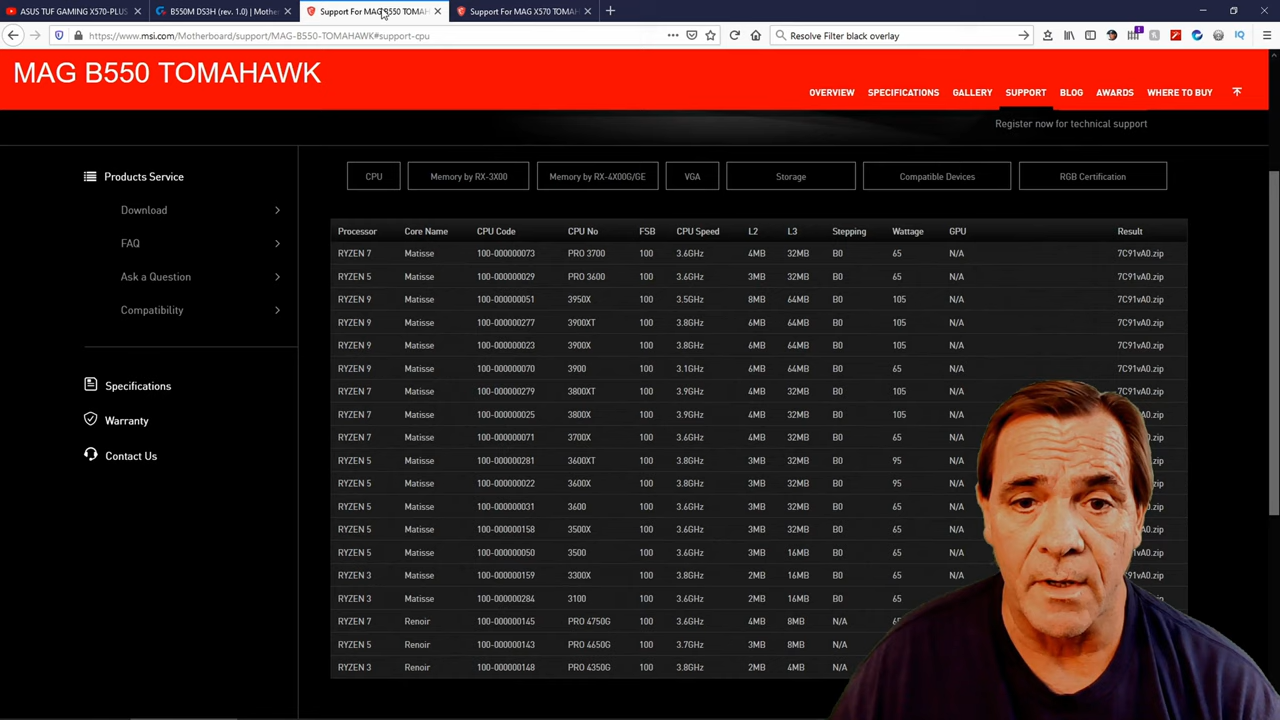 ASUS TUF GAMING X570-PLUS
B550M DS3H (rev. 1.0) | Mothe
Support For MAG B550 TOMAH
Support For MAG X570 TOMAH
https://www.msi.com/Motherboard/support/MAG-B550-TOMAHAWK#support-cpu
Resolve Filter black overlay
MAG B550 TOMAHAWK
OVERVIEW SPECIFICATIONS GALLERY SUPPORT BLOG AWARDS WHERE TO BUY
Register now for technical support
Products Service
Download
FAQ
Ask a Question
Compatibility
Specifications
Warranty
Contact Us
CPU Memory by RX-3X00 Memory by RX-4X00G/GE VGA Storage Compatible Devices RGB Certification
Processor Core Name CPU Code CPU No FSB CPU Speed L2 L3 Stepping Wattage GPU Result
RYZEN 7 Matisse 100-000000073 PRO 3700 100 3.6GHz 4MB 32MB B0 65 N/A 7C91vA0.zip
RYZEN 5 Matisse 100-000000029 PRO 3600 100 3.6GHz 3MB 32MB B0 65 N/A 7C91vA0.zip
RYZEN 9 Matisse 100-000000051 3950X 100 3.5GHz 8MB 64MB B0 105 N/A 7C91vA0.zip
RYZEN 9 Matisse 100-000000277 3900XT 100 3.8GHz 6MB 64MB B0 105 N/A 7C91vA0.zip
RYZEN 9 Matisse 100-000000023 3900X 100 3.8GHz 6MB 64MB B0 105 N/A 7C91vA0.zip
RYZEN 9 Matisse 100-000000070 3900 100 3.1GHz 6MB 64MB B0 65 N/A 7C91vA0.zip
RYZEN 7 Matisse 100-000000279 3800XT 100 3.9GHz 4MB 32MB B0 105 N/A 7C91vA0.zip
RYZEN 7 Matisse 100-000000025 3800X 100 3.9GHz 4MB 32MB B0 105 N/A 7C91vA0.zip
RYZEN 7 Matisse 100-000000071 3700X 100 3.6GHz 4MB 32MB B0 65 N/A 7C91vA0.zip
RYZEN 5 Matisse 100-000000281 3600XT 100 3.8GHz 3MB 32MB B0 95 N/A .zip
RYZEN 5 Matisse 100-000000022 3600X 100 3.8GHz 3MB 32MB B0 95 N/A .zip
RYZEN 5 Matisse 100-000000031 3600 100 3.6GHz 3MB 32MB B0 65 N/A .zip
RYZEN 5 Matisse 100-000000158 3500X 100 3.6GHz 3MB 32MB B0 65 N/A A0.zip
RYZEN 5 Matisse 100-000000050 3500 100 3.6GHz 3MB 16MB B0 65 N/A vA0.zip
RYZEN 3 Matisse 100-000000159 3300X 100 3.8GHz 2MB 16MB B0 65 N/A 91vA0.zip
RYZEN 3 Matisse 100-000000284 3100 100 3.6GHz 2MB 16MB B0 65
RYZEN 7 Renoir 100-000000145 PRO 4750G 100 3.6GHz 4MB 8MB N/A
RYZEN 5 Renoir 100-000000143 PRO 4650G 100 3.7GHz 3MB 8MB N/A
RYZEN 3 Renoir 100-000000148 PRO 4350G 100 3.8GHz 2MB 4MB N/A